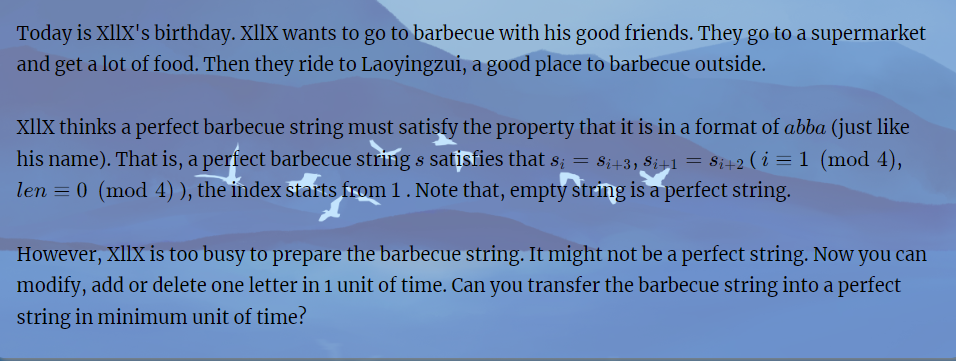 Today is XllX's birthday. XllX wants to go to barbecue with his good friends. They go to a supermarket
and get a lot of food. Then they ride to Laoyingzui, a good place to barbecue outside.
XllX thinks a perfect barbecue string must satisfy the property that it is in a format of abba (just like
his name). That is, a perfect barbecue string s satisfies that s_i = s_{i+3}, s_{i+1} = s_{i+2} ( i ≡ 1 (mod 4),
len ≡ 0 (mod 4) ), the index starts from 1 . Note that, empty string is a perfect string.
However, XllX is too busy to prepare the barbecue string. It might not be a perfect string. Now you can
modify, add or delete one letter in 1 unit of time. Can you transfer the barbecue string into a perfect
string in minimum unit of time?